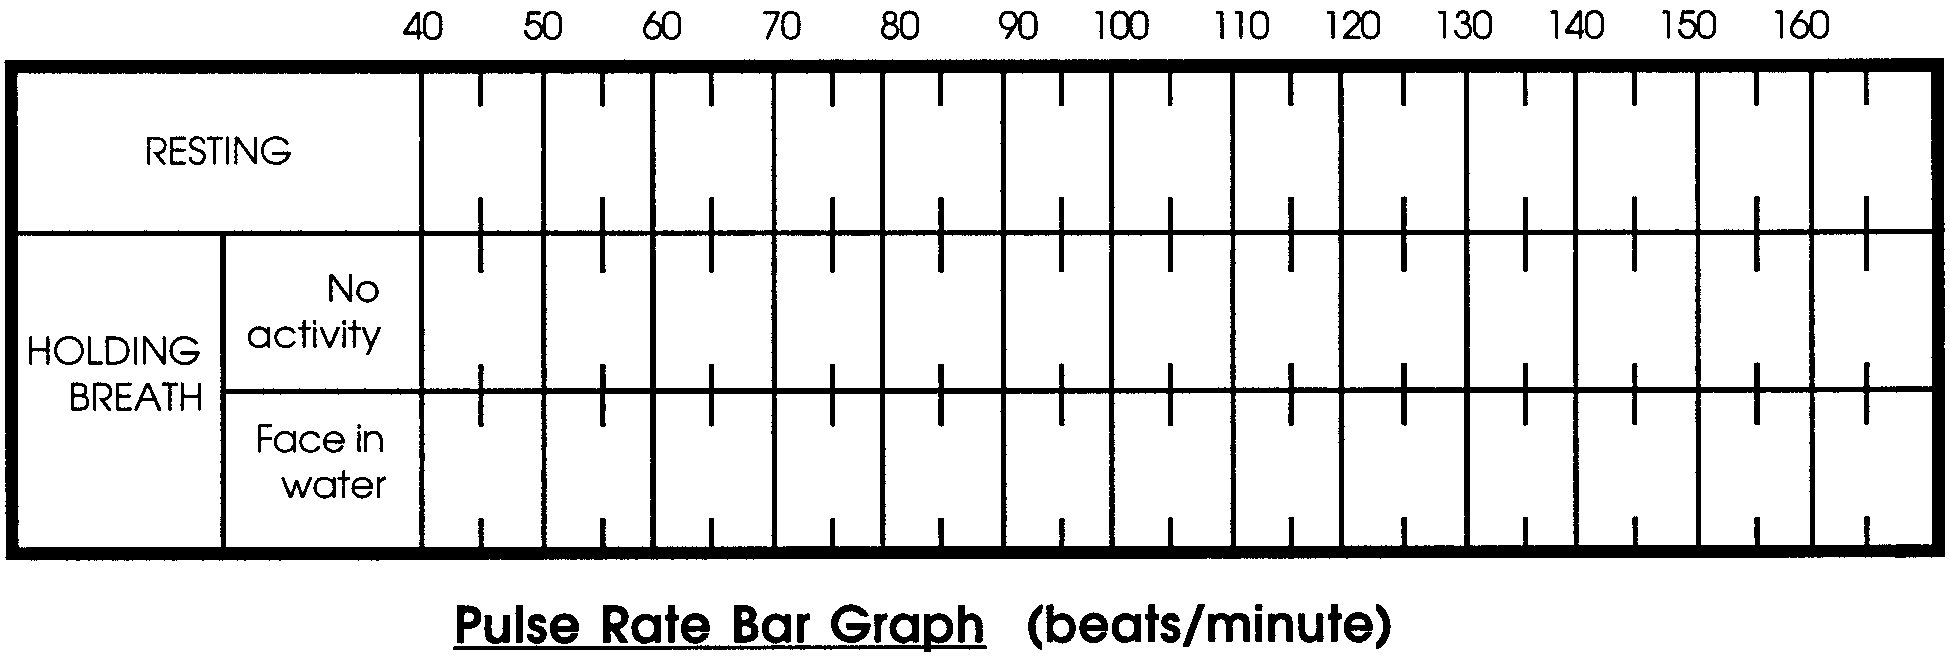 40 50 60 70 80 90 100 110 120 130 140 150 160
RESTING
HOLDING
BREATH
No
activity
Face in
water
Pulse Rate Bar Graph (beats/minute)